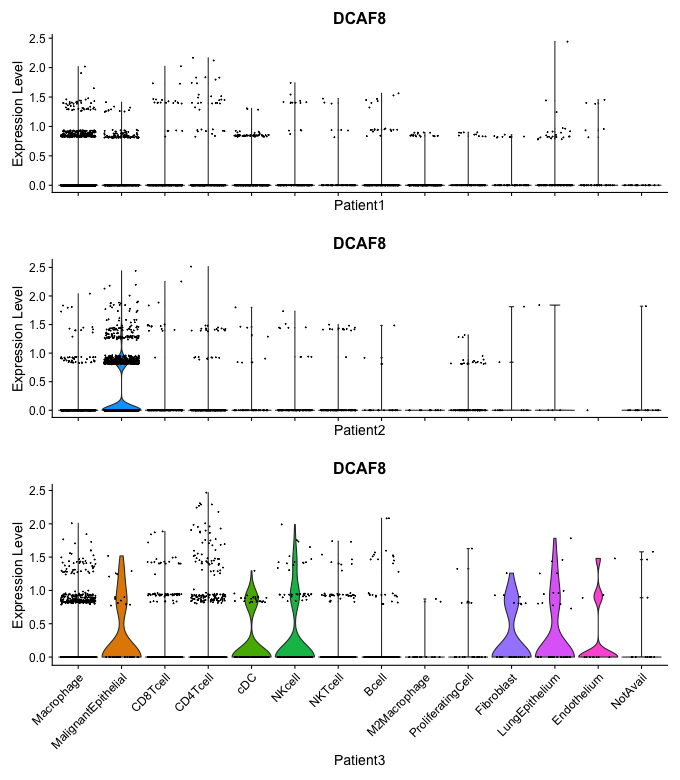 DCAF8
Expression Level
2.5
2.0
1.5
1.0
0.5
0.0
Patient1
DCAF8
Expression Level
2.5
2.0
1.5
1.0
0.5
0.0
Patient2
DCAF8
Expression Level
2.5
2.0
1.5
1.0
0.5
0.0
Macrophage
MalignantEpithelial
CD8Tcell
CD4Tcell
cDC
NKcell
NKTcell
Bcell
M2Macrophage
ProliferatingCell
Fibroblast
LungEpithelium
Endothelium
NotAvail
Patient3